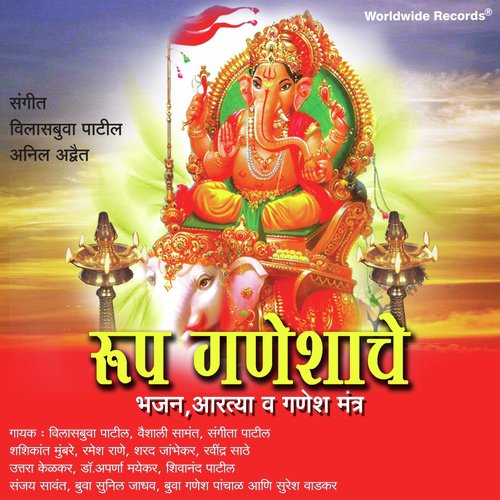 Worldwide Records®
संगीत
विलासबुवा पाटील
अनिल अद्वैत
रूप गणेशाचे
भजन,आरत्या व गणेश मंत्र
गायक : विलासबुवा पाटील, वैशाली सामंत, संगीता पाटील
शशिकांत मुंबरे, रमेश राणे, शरद जांभेकर, रवींद्र साठे
उत्तरा केळकर, डॉ.अपर्णा मयेकर, शिवानंद पाटील
संजय सावंत, बुवा सुनिल जाधव, बुवा गणेश पांचाळ आणि सुरेश वाडकर